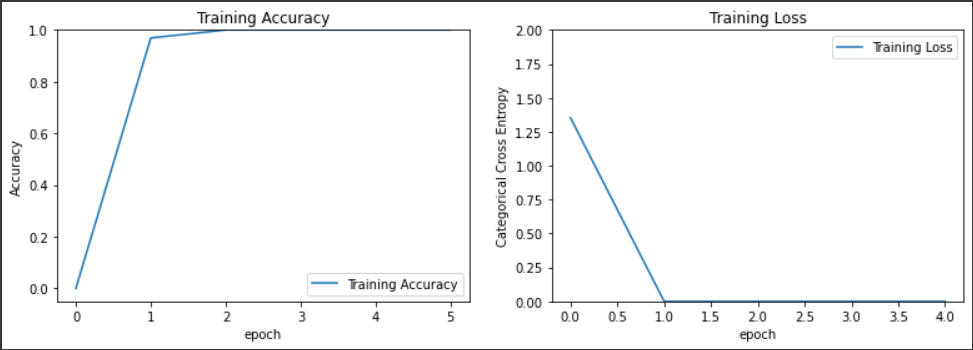 Training Accuracy
1.0
0.8
0.6
0.4
0.2
0.0
Accuracy
Training Accuracy
0 1 2 3 4 5
epoch
Training Loss
2.00
1.75
1.50
1.25
1.00
0.75
0.50
0.25
0.00
Categorical Cross Entropy
Training Loss
0.0 0.5 1.0 1.5 2.0 2.5 3.0 3.5 4.0
epoch